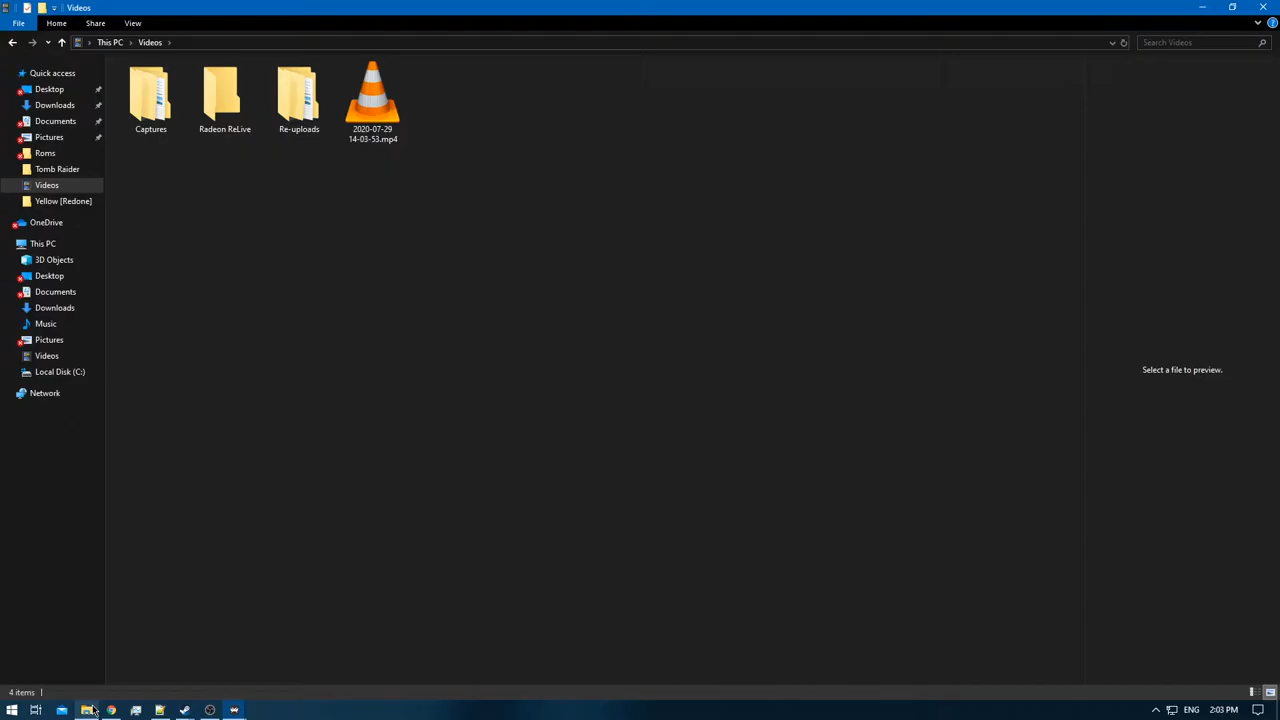 Videos
File Home Share View
This PC Videos Search Videos
Quick access
Desktop
Downloads
Documents
Pictures
Roms
Tomb Raider
Videos
Yellow [Redone]
OneDrive
This PC
3D Objects
Desktop
Documents
Downloads
Music
Pictures
Videos
Local Disk (C:)
Network
Captures
Radeon ReLive
Re-uploads
2020-07-29
14-03-53.mp4
Select a file to preview.
4 items
ENG 2:03 PM